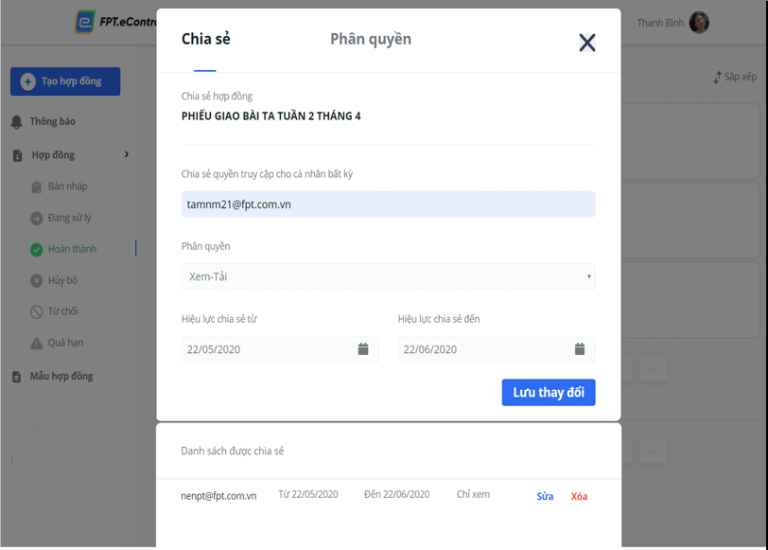 FPT.eContr
Thanh Bình
Chia sẻ
Phân quyền
Tạo hợp đồng
Sắp xếp
Chia sẻ hợp đồng
PHIẾU GIAO BÀI TA TUẦN 2 THÁNG 4
Thông báo
Hợp đồng
Chia sẻ quyền truy cập cho cá nhân bất kỳ
Bản nháp
tamnm21@fpt.com.vn
Đang xử lý
Phân quyền
Hoàn thành
Xem-Tải
Hủy bỏ
Từ chối
Hiệu lực chia sẻ từ
Hiệu lực chia sẻ đến
Quá hạn
22/05/2020
22/06/2020
Mẫu hợp đồng
Lưu thay đổi
Danh sách được chia sẻ
nenpt@fpt.com.vn Từ 22/05/2020 Đến 22/06/2020 Chỉ xem Sửa Xóa